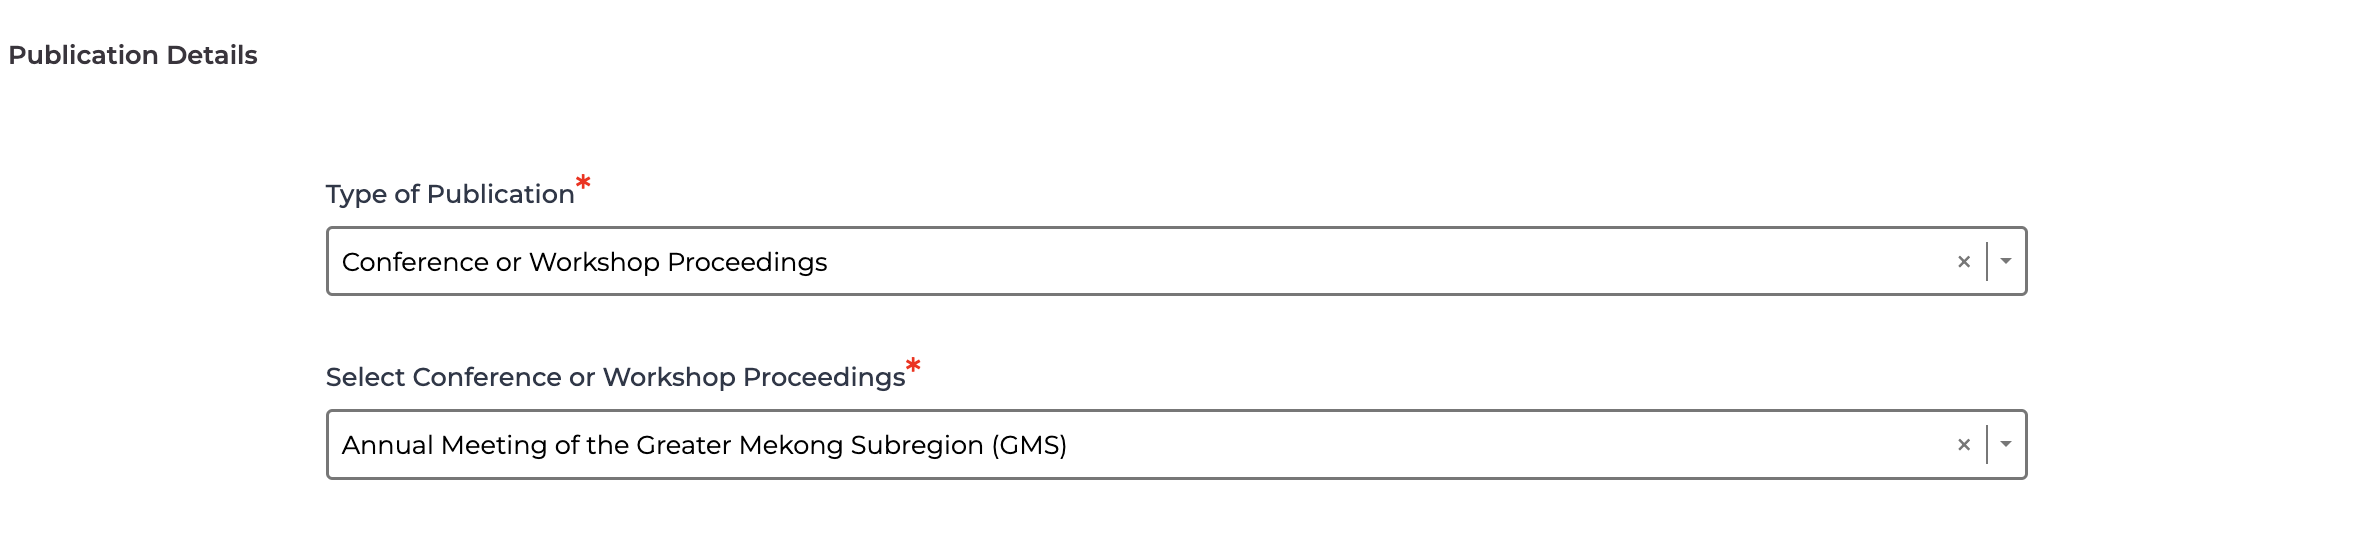 Publication Details
Type of Publication*
Conference or Workshop Proceedings
Select Conference or Workshop Proceedings*
Annual Meeting of the Greater Mekong Subregion (GMS)